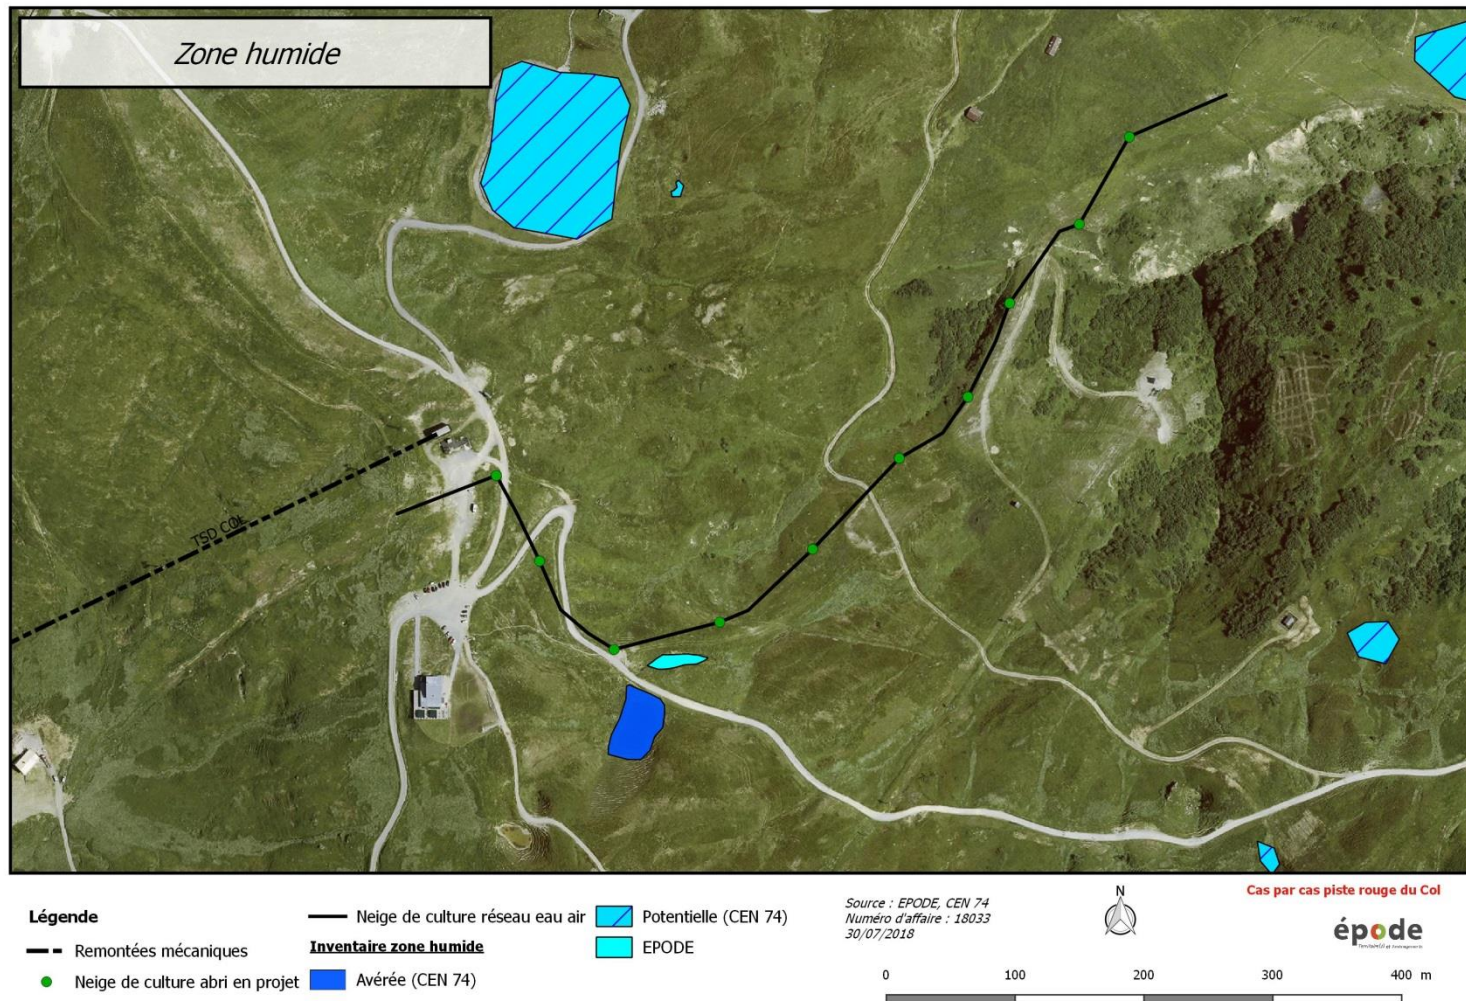 Zone humide
TSD COL
Légende
Remontées mécaniques
Neige de culture abri en projet
Neige de culture réseau eau air
Inventaire zone humide
Avérée (CEN 74)
Potentielle (CEN 74)
EPODE
Source : EPODE, CEN 74
Numéro d'affaire : 18033
30/07/2018
N
Cas par cas piste rouge du Col
épode
0 100 200 300 400 m